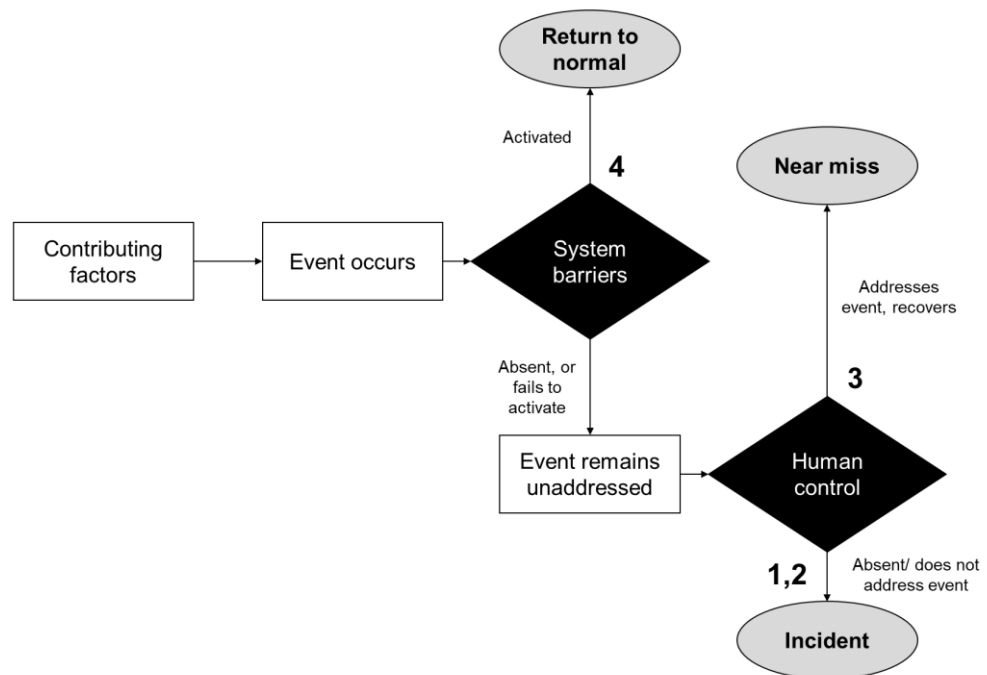 Return to
normal
Activated
4
Near miss
Contributing
factors
Event occurs
System
barriers
Addresses
event, recovers
Absent, or
fails to
activate
3
Event remains
unaddressed
Human
control
1,2
Absent/ does not
address event
Incident